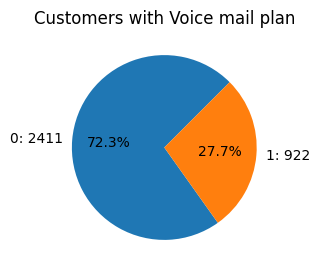 Customers with Voice mail plan
0: 2411
72.3%
27.7%
1: 922